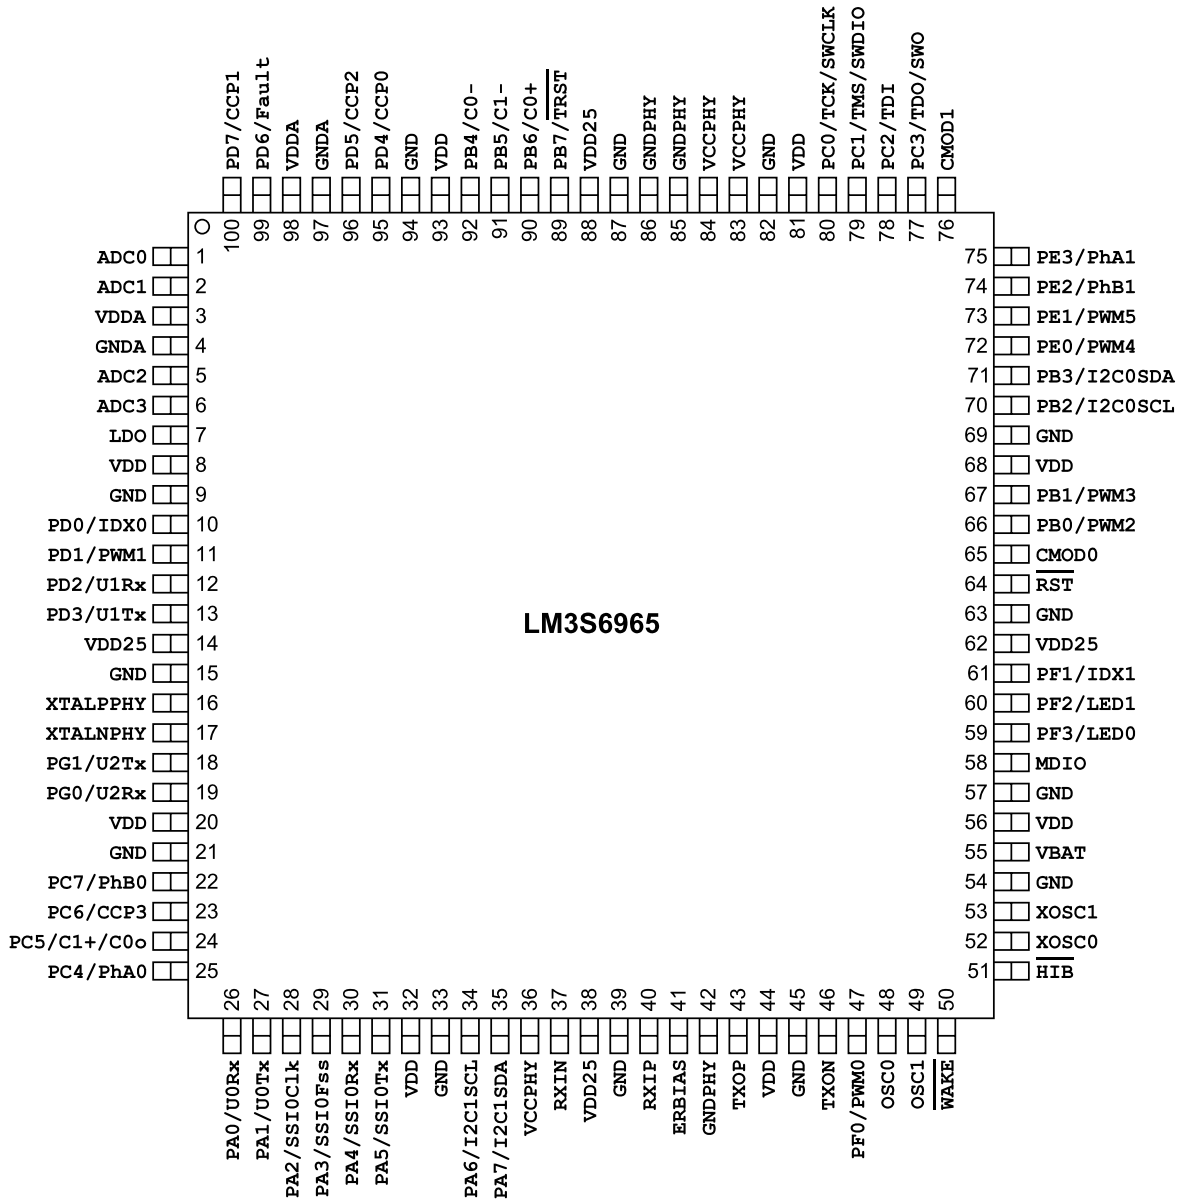 PD7/CCP1
PD6/Fault
VDDA
GNDA
PD5/CCP2
PD4/CCP0
GND
VDD
PB4/C0-
PB5/C1-
PB6/C0+
PB7/TRST
VDD25
GND
GNDPHY
GNDPHY
VCCPHY
VCCPHY
GND
VDD
PC0/TCK/SWCLK
PC1/TMS/SWDIO
PC2/TDI
PC3/TDO/SWO
CMOD1
100
99
98
97
96
95
94
93
92
91
90
89
88
87
86
85
84
83
82
81
80
79
78
77
76
ADC0 1
ADC1 2
VDDA 3
GNDA 4
ADC2 5
ADC3 6
LDO 7
VDD 8
GND 9
PD0/IDX0 10
PD1/PWM1 11
PD2/U1Rx 12
PD3/U1Tx 13
VDD25 14
GND 15
XTALPPHY 16
XTALNPHY 17
PG1/U2Tx 18
PG0/U2Rx 19
VDD 20
GND 21
PC7/PhB0 22
PC6/CCP3 23
PC5/C1+/C0o 24
PC4/PhA0 25
LM3S6965
75 PE3/PhA1
74 PE2/PhB1
73 PE1/PWM5
72 PE0/PWM4
71 PB3/I2C0SDA
70 PB2/I2C0SCL
69 GND
68 VDD
67 PB1/PWM3
66 PB0/PWM2
65 CMOD0
64 RST
63 GND
62 VDD25
61 PF1/IDX1
60 PF2/LED1
59 PF3/LED0
58 MDIO
57 GND
56 VDD
55 VBAT
54 GND
53 XOSC1
52 XOSC0
51 HIB
26
27
28
29
30
31
32
33
34
35
36
37
38
39
40
41
42
43
44
45
46
47
48
49
50
PA0/U0Rx
PA1/U0Tx
PA2/SSI0Clk
PA3/SSI0Fss
PA4/SSI0Rx
PA5/SSI0Tx
VDD
GND
PA6/I2C1SCL
PA7/I2C1SDA
VCCPHY
RXIN
VDD25
GND
RXIP
ERBIAS
GNDPHY
TXOP
VDD
GND
TXON
PF0/PWM0
OSC0
OSC1
WAKE